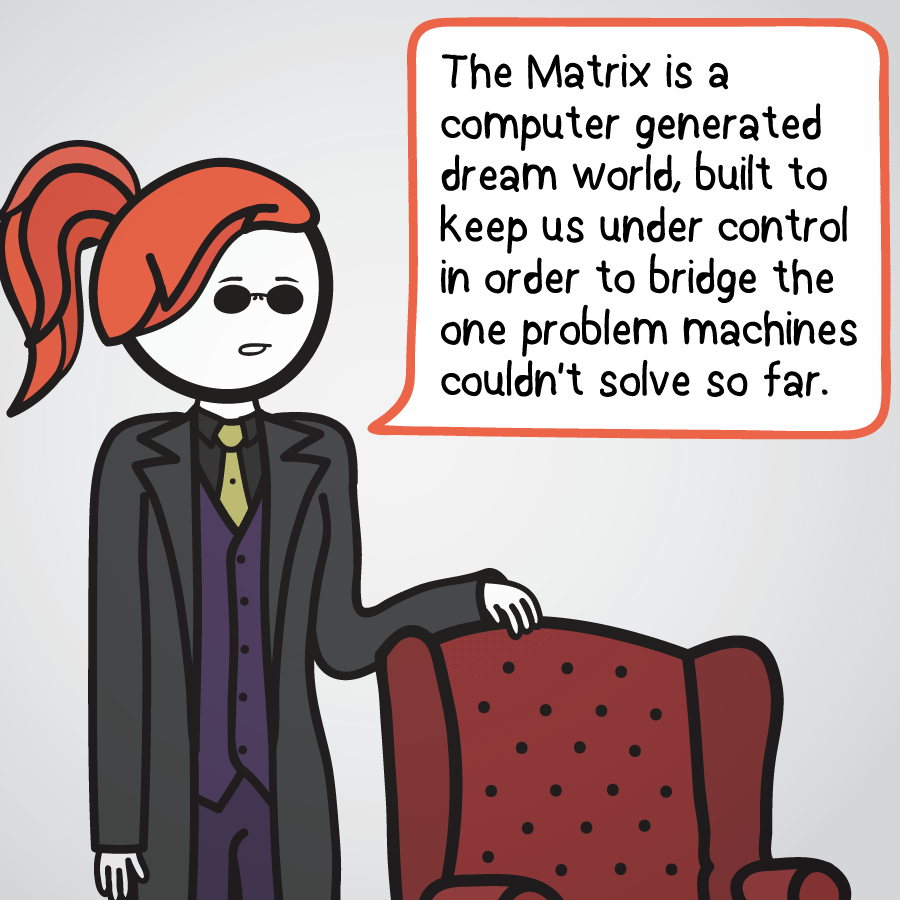 The Matrix is a
computer generated
dream world, built to
keep us under control
in order to bridge the
one problem machines
couldn't solve so far.